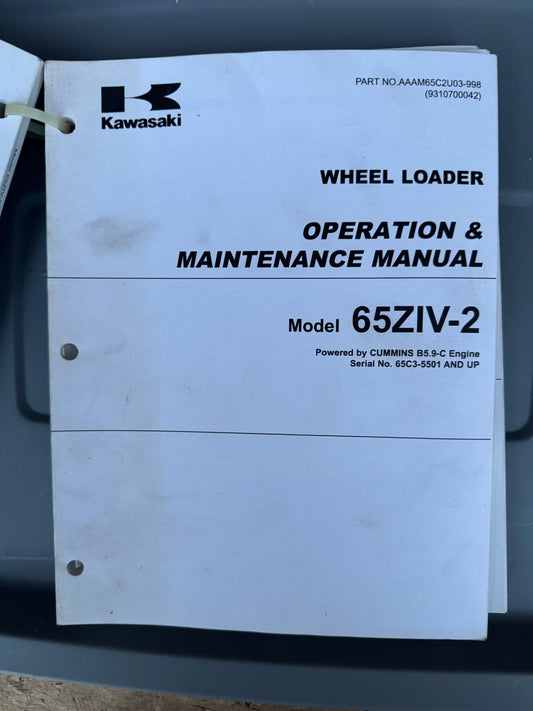 PART NO.AAAM65C2U03-998
(9310700042)
Kawasaki
WHEEL LOADER
OPERATION &
MAINTENANCE MANUAL
Model 65ZIV-2
Powered by CUMMINS B5.9-C Engine
Serial No. 65C3-5501 AND UP